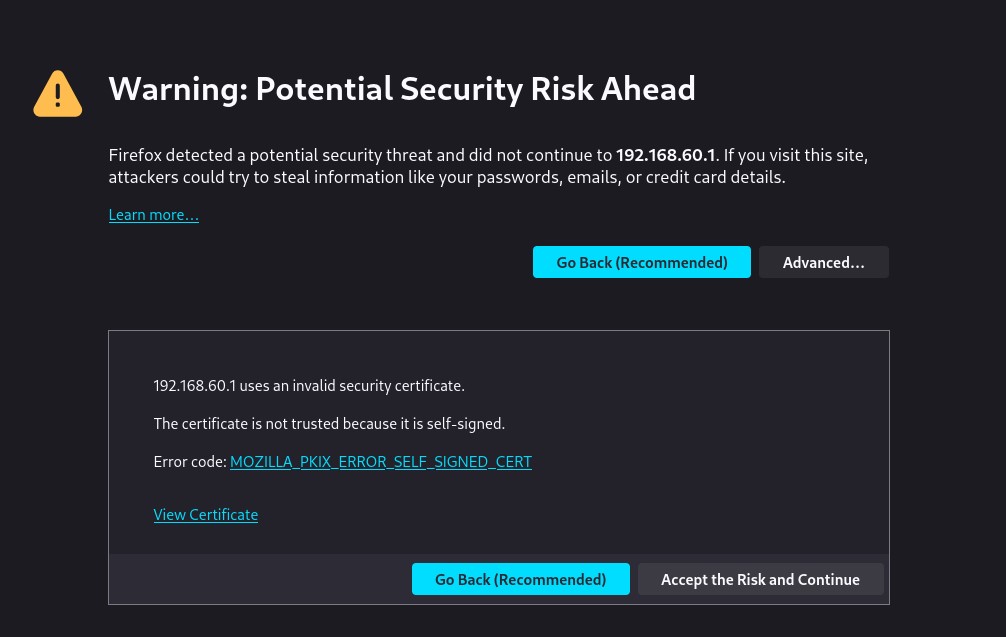 Warning: Potential Security Risk Ahead
Firefox detected a potential security threat and did not continue to 192.168.60.1. If you visit this site,
attackers could try to steal information like your passwords, emails, or credit card details.
Learn more…
Go Back (Recommended)
Advanced…
192.168.60.1 uses an invalid security certificate.
The certificate is not trusted because it is self-signed.
Error code: MOZILLA_PKIX_ERROR_SELF_SIGNED_CERT
View Certificate
Go Back (Recommended)
Accept the Risk and Continue